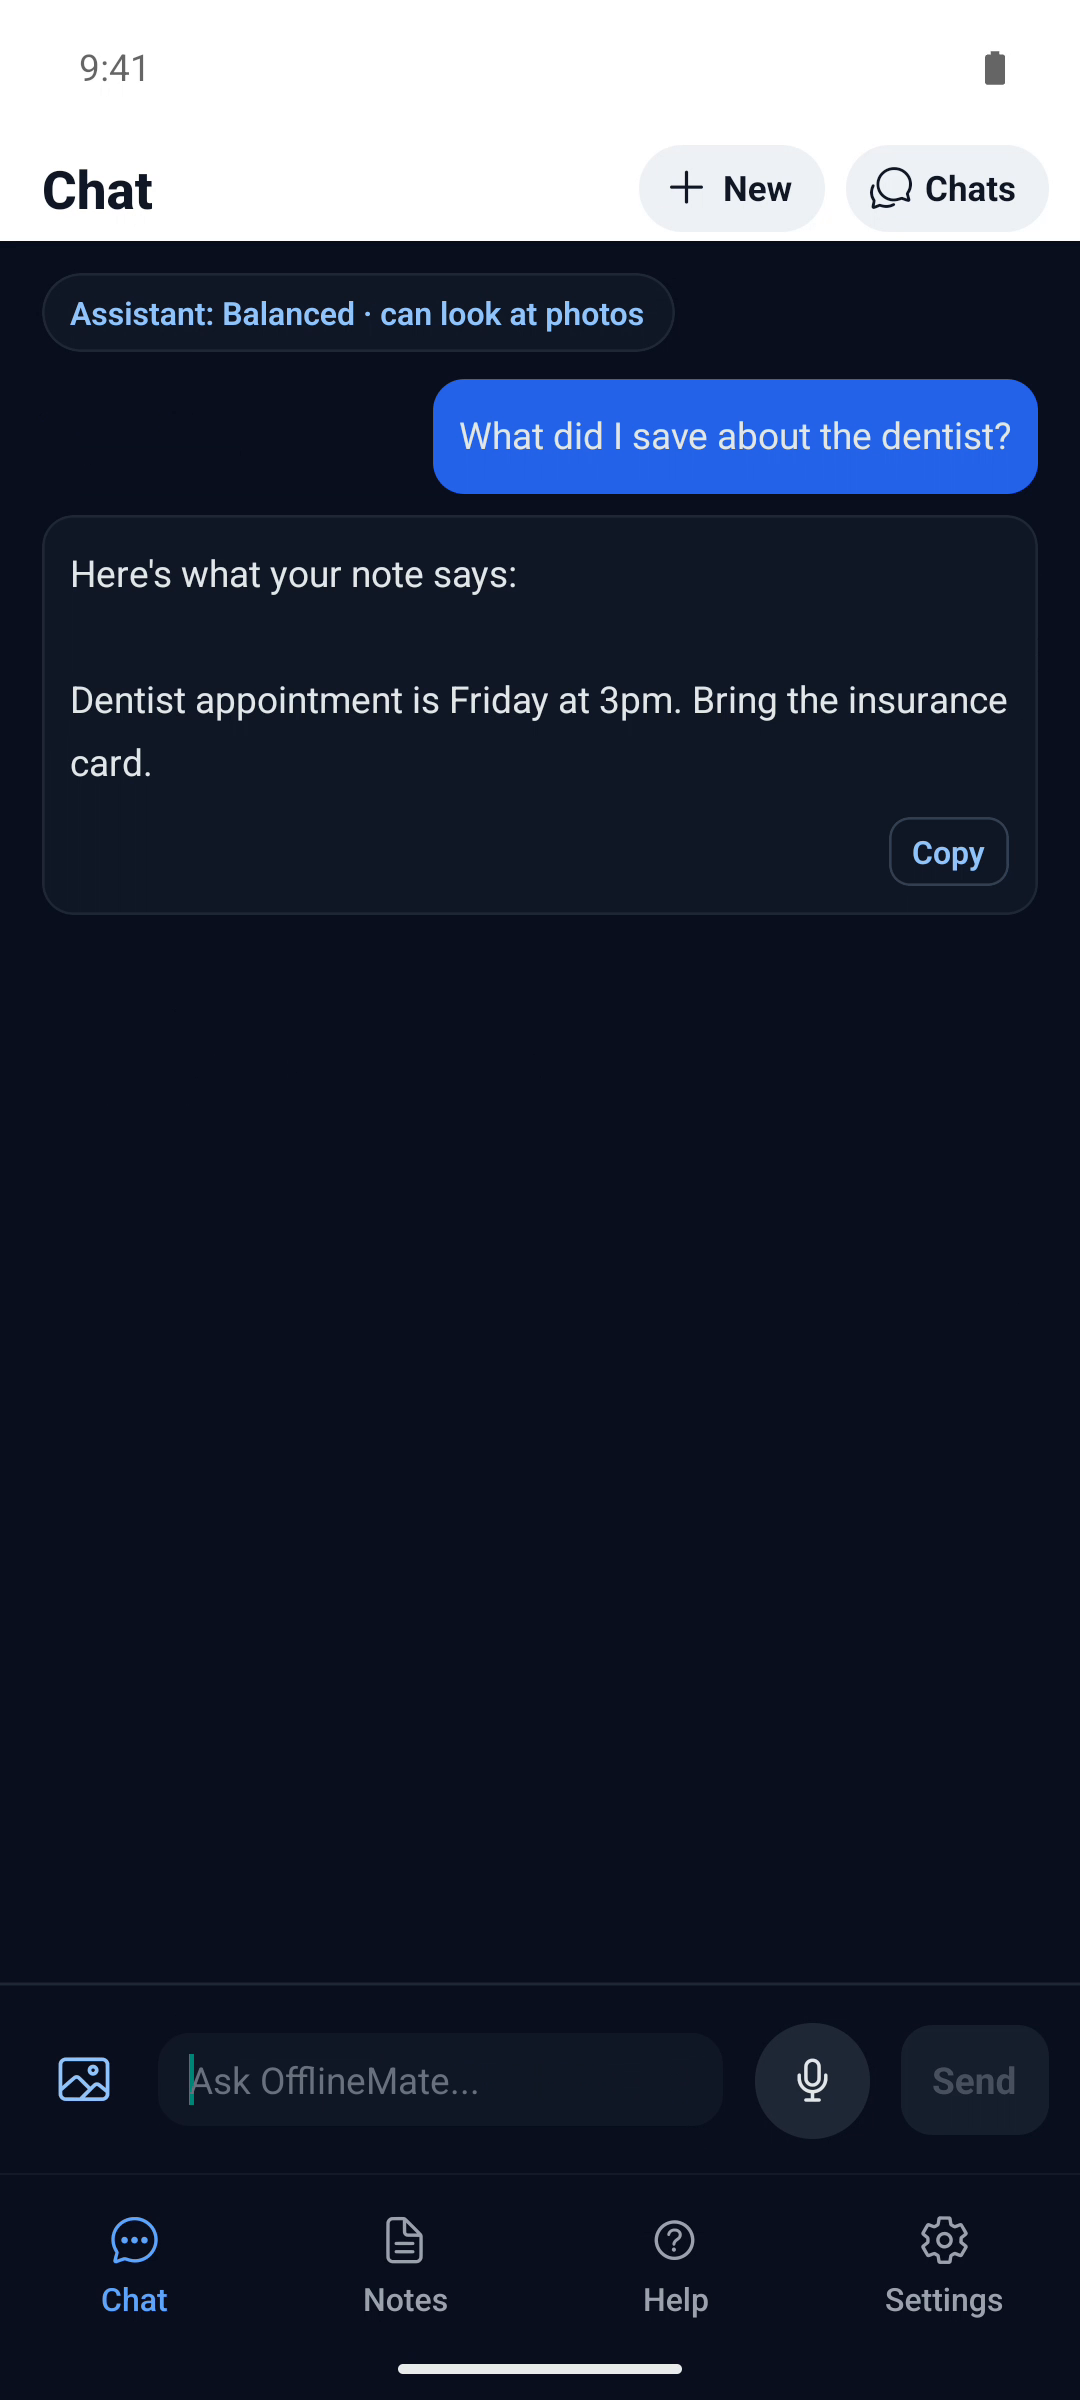 9:41
Chat
New
Chats
Assistant: Balanced · can look at photos
What did I save about the dentist?
Here's what your note says:
Dentist appointment is Friday at 3pm. Bring the insurance
card.
Copy
Ask OfflineMate...
Send
Chat
Notes
Help
Settings